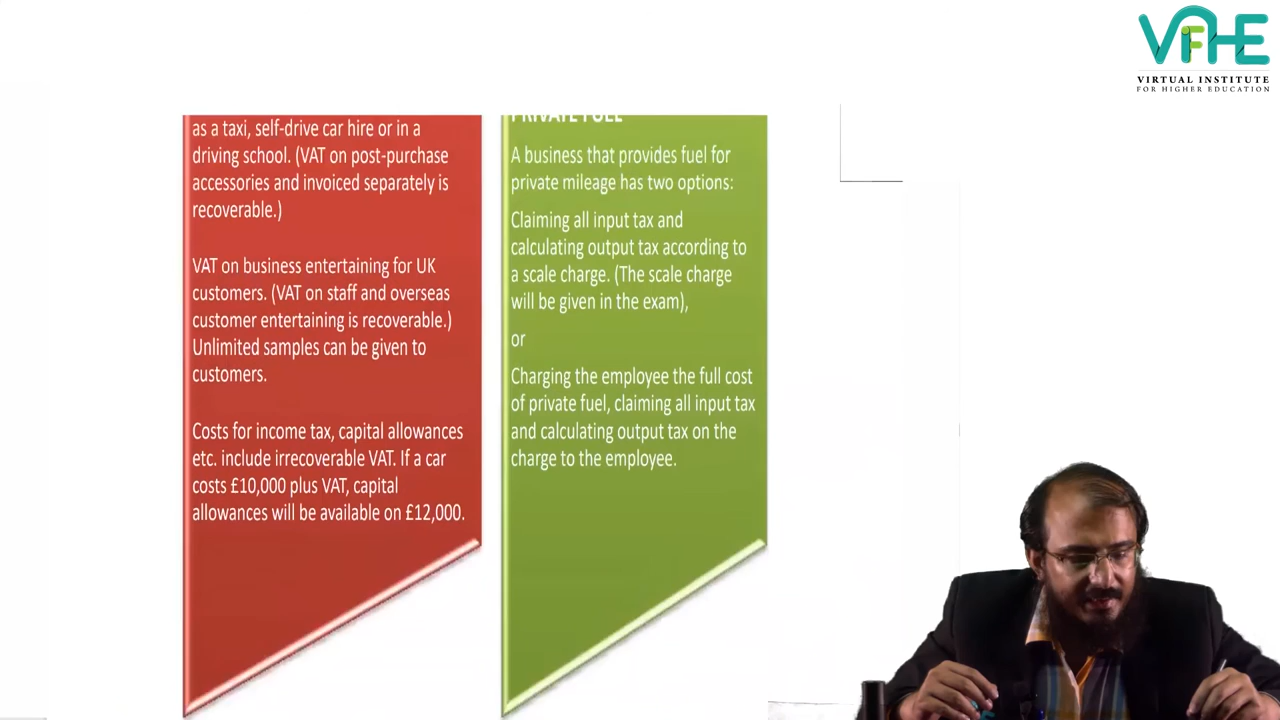 VIFHE
VIRTUAL INSTITUTE
FOR HIGHER EDUCATION
as a taxi, self-drive car hire or in a
driving school. (VAT on post-purchase
accessories and invoiced separately is
recoverable.)
VAT on business entertaining for UK
customers. (VAT on staff and overseas
customer entertaining is recoverable.)
Unlimited samples can be given to
customers.
Costs for income tax, capital allowances
etc. include irrecoverable VAT. If a car
costs £10,000 plus VAT, capital
allowances will be available on £12,000.
PRIVATE FUEL
A business that provides fuel for
private mileage has two options:
Claiming all input tax and
calculating output tax according to
a scale charge. (The scale charge
will be given in the exam),
or
Charging the employee the full cost
of private fuel, claiming all input tax
and calculating output tax on the
charge to the employee.